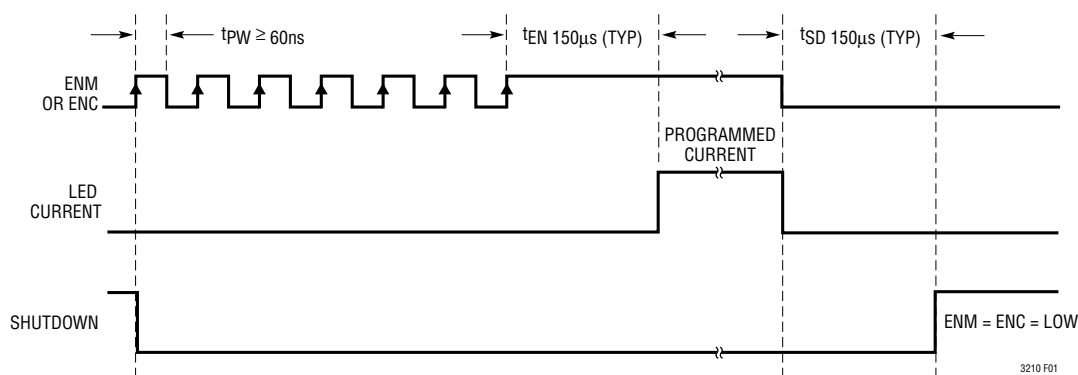 tPW ≥ 60ns
tEN 150µs (TYP)
tSD 150µs (TYP)
ENM
OR ENC
PROGRAMMED
CURRENT
LED
CURRENT
SHUTDOWN
ENM = ENC = LOW
3210 F01